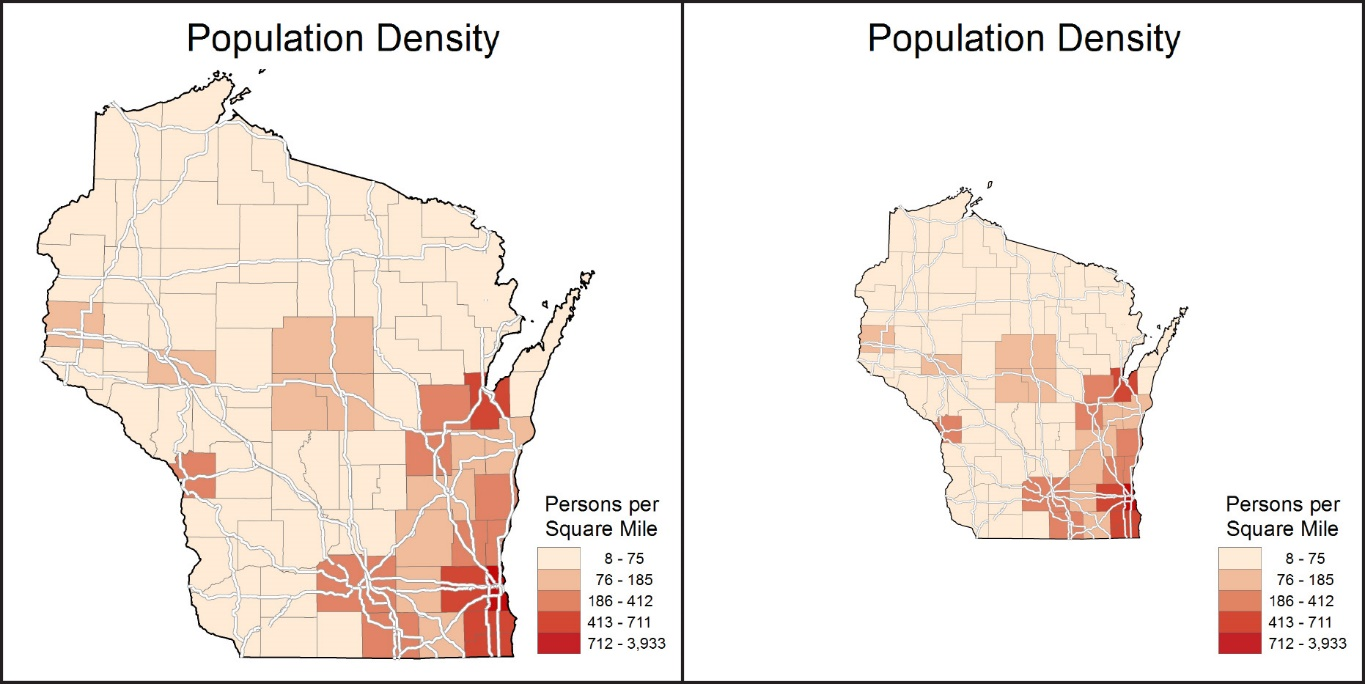 Population Density
Persons per
Square Mile
8 - 75
76 - 185
186 - 412
413 - 711
712 - 3,933
Population Density
Persons per
Square Mile
8 - 75
76 - 185
186 - 412
413 - 711
712 - 3,933